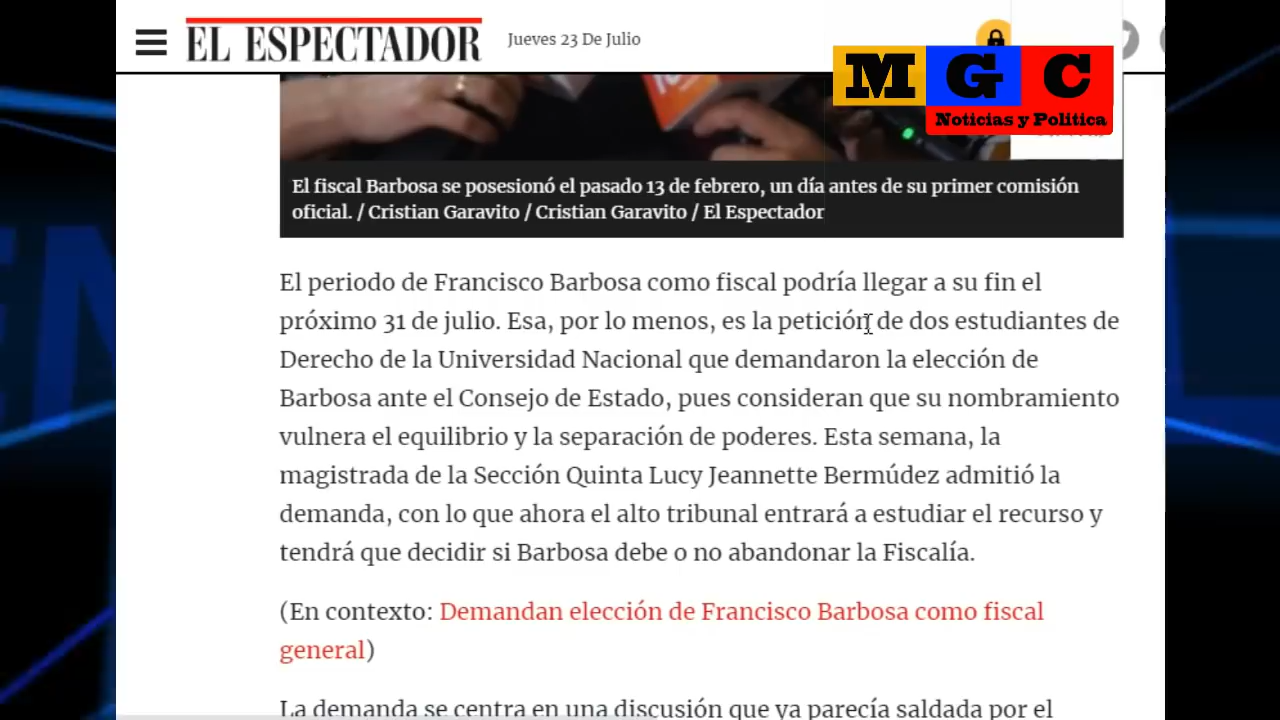 EL ESPECTADOR
Jueves 23 De Julio
M G C
Noticias y Politica
El fiscal Barbosa se posesionó el pasado 13 de febrero, un día antes de su primer comisión
oficial. / Cristian Garavito / Cristian Garavito / El Espectador
El periodo de Francisco Barbosa como fiscal podría llegar a su fin el
próximo 31 de julio. Esa, por lo menos, es la petición de dos estudiantes de
Derecho de la Universidad Nacional que demandaron la elección de
Barbosa ante el Consejo de Estado, pues consideran que su nombramiento
vulnera el equilibrio y la separación de poderes. Esta semana, la
magistrada de la Sección Quinta Lucy Jeannette Bermúdez admitió la
demanda, con lo que ahora el alto tribunal entrará a estudiar el recurso y
tendrá que decidir si Barbosa debe o no abandonar la Fiscalía.
(En contexto: Demandan elección de Francisco Barbosa como fiscal
general)
La demanda se centra en una discusión que ya parecía saldada por el